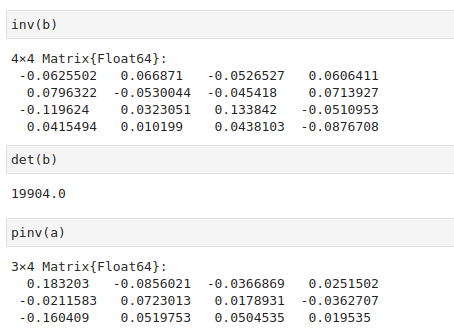 inv(b)
4×4 Matrix{Float64}:
-0.0625502 0.066871 -0.0526527 0.0606411
0.0796322 -0.0530044 -0.045418 0.0713927
-0.119624 0.0323051 0.133842 -0.0510953
0.0415494 0.010199 0.0438103 -0.0876708
det(b)
19904.0
pinv(a)
3×4 Matrix{Float64}:
0.183203 -0.0856021 -0.0366869 0.0251502
-0.0211583 0.0723013 0.0178931 -0.0362707
-0.160409 0.0519753 0.0504535 0.019535